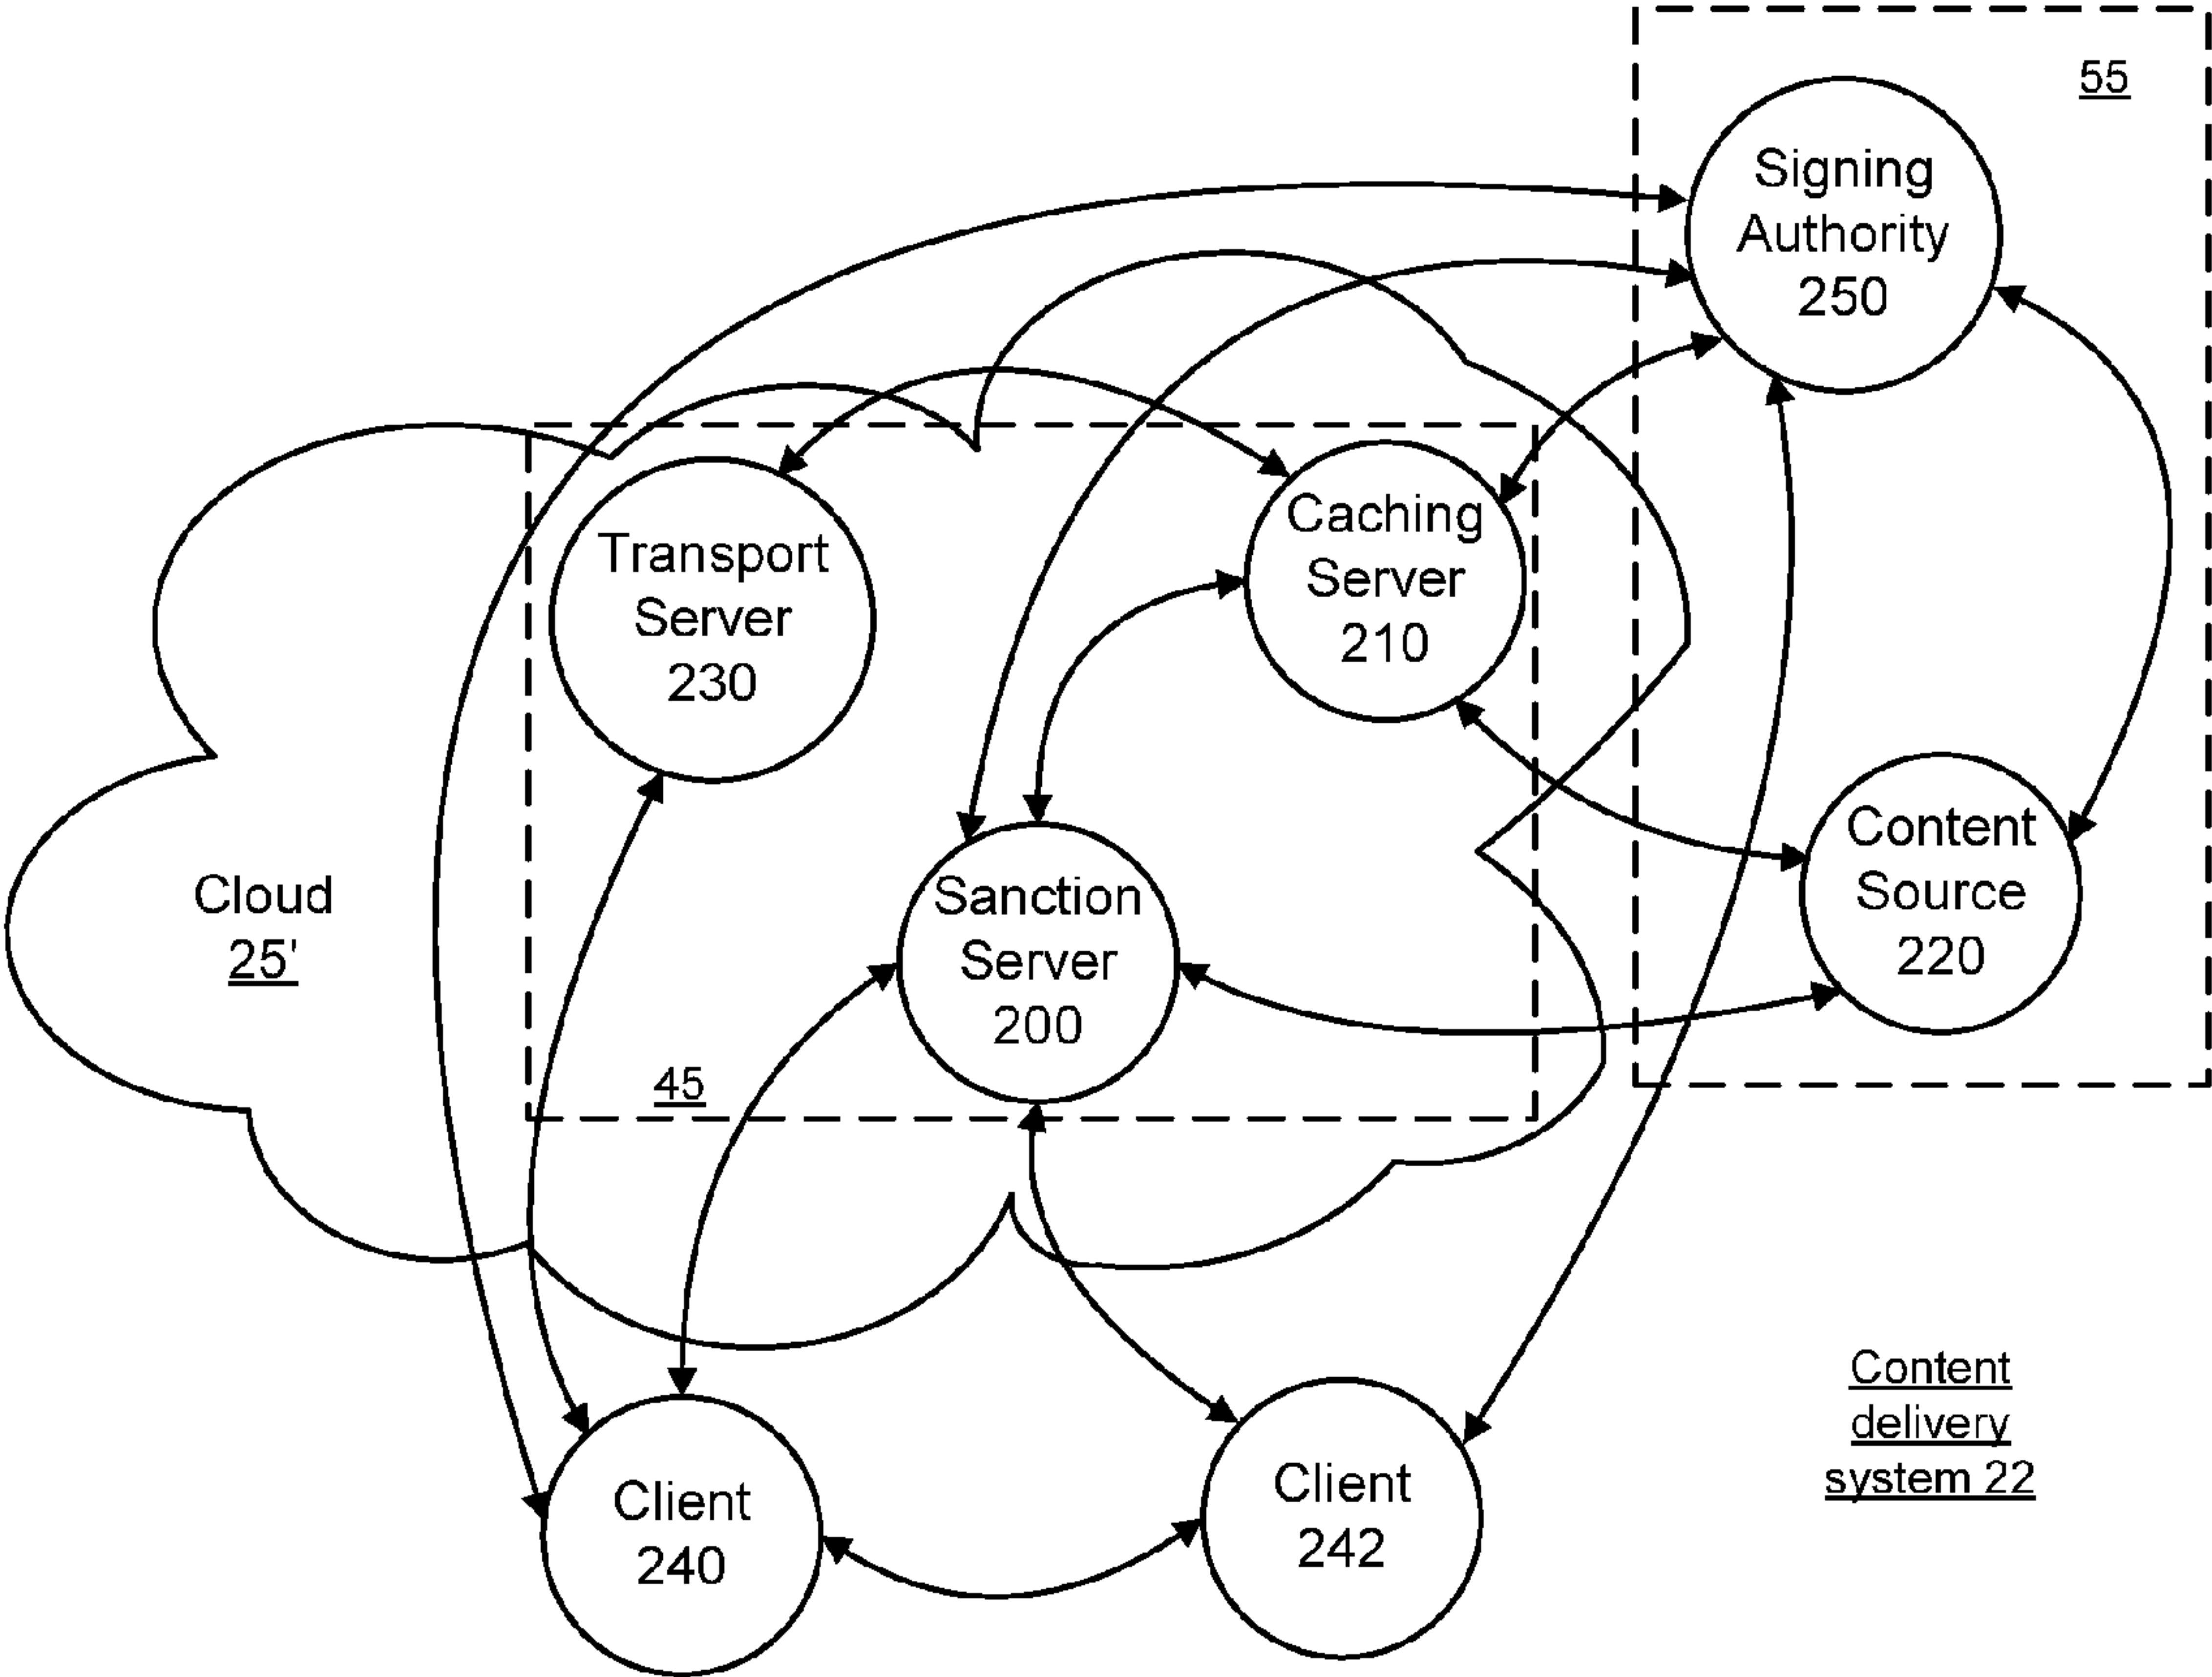 55
Signing
Authority
250
Caching
Server
210
Transport
Server
230
Content
Source
220
Cloud
25'
Sanction
Server
200
45
Content
delivery
system 22
Client
240
Client
242